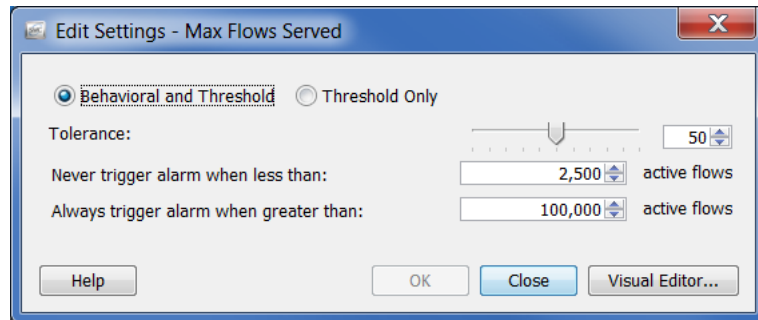 Edit Settings - Max Flows Served
Behavioral and Threshold Threshold Only
Tolerance: 50
Never trigger alarm when less than: 2,500 active flows
Always trigger alarm when greater than: 100,000 active flows
Help OK Close Visual Editor...